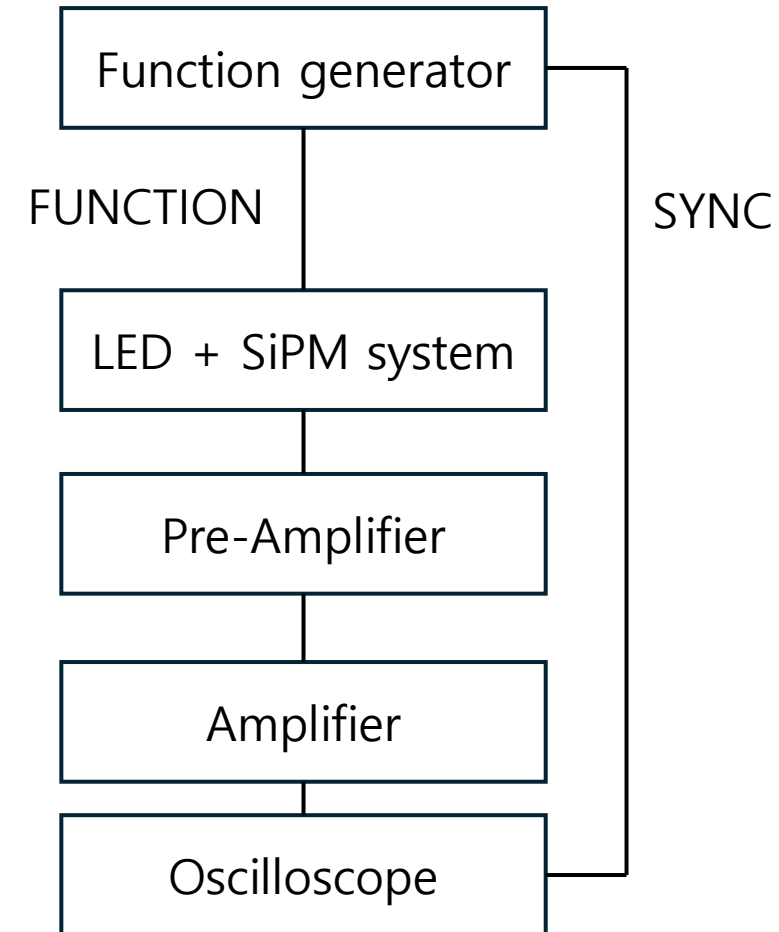 Function generator
FUNCTION
SYNC
LED + SiPM system
Pre-Amplifier
Amplifier
Oscilloscope